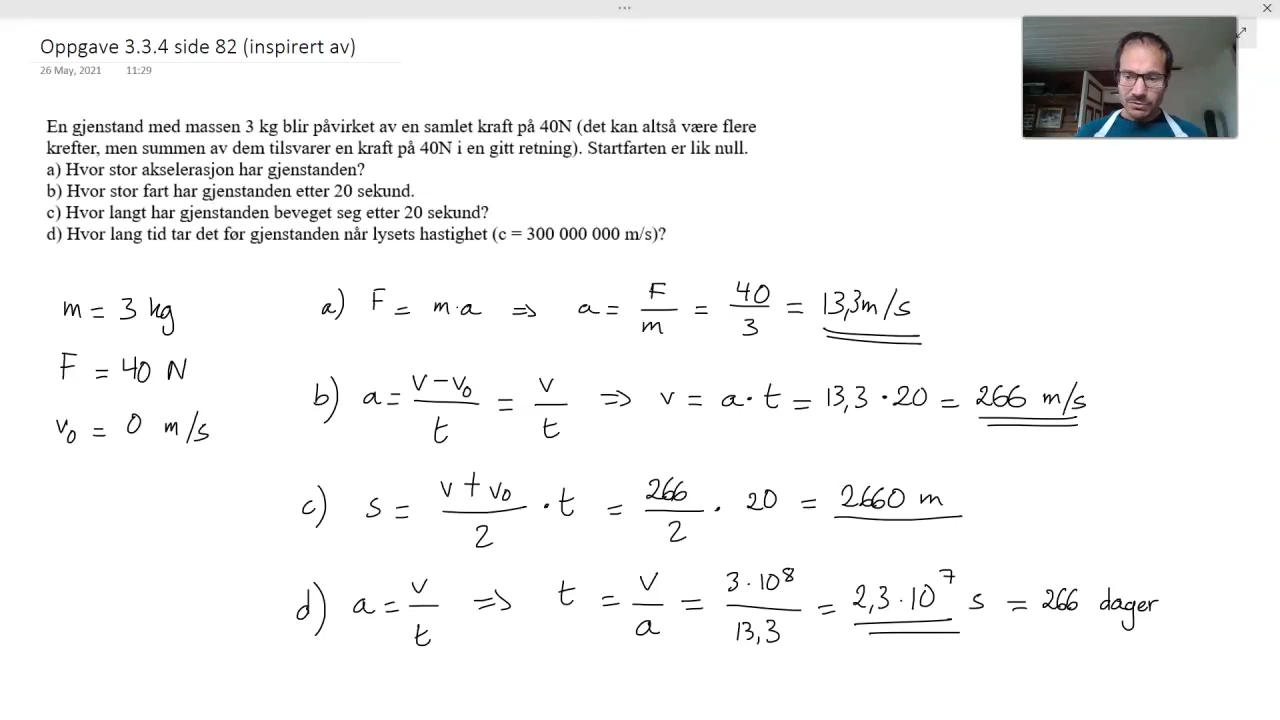 Oppgave 3.3.4 side 82 (inspirert av)
26 May, 2021 11:29
En gjenstand med massen 3 kg blir påvirket av en samlet kraft på 40N (det kan altså være flere
krefter, men summen av dem tilsvarer en kraft på 40N i en gitt retning). Startfarten er lik null.
a) Hvor stor akselerasjon har gjenstanden?
b) Hvor stor fart har gjenstanden etter 20 sekund.
c) Hvor langt har gjenstanden beveget seg etter 20 sekund?
d) Hvor lang tid tar det før gjenstanden når lysets hastighet (c = 300 000 000 m/s)?
m = 3 kg
F = 40 N
v₀ = 0 m/s
a) F = m·a ⇒ a = F/m = 40/3 = 13,3m/s
b) a = (v-v₀)/t = v/t ⇒ v = a·t = 13,3·20 = 266 m/s
c) s = (v+v₀)/2 · t = 266/2 · 20 = 2660 m
d) a = v/t ⇒ t = v/a = 3·10⁸/13,3 = 2,3·10⁷ s = 266 dager